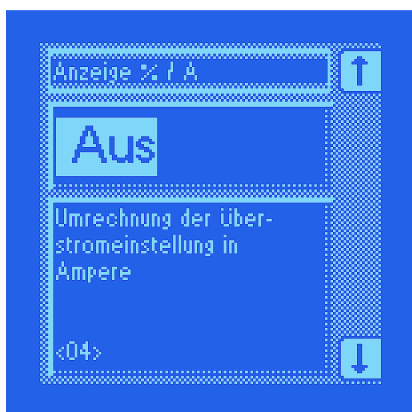 Anzeige % / A
Aus
Umrechnung der Über-
stromeinstellung in
Ampere
<04>